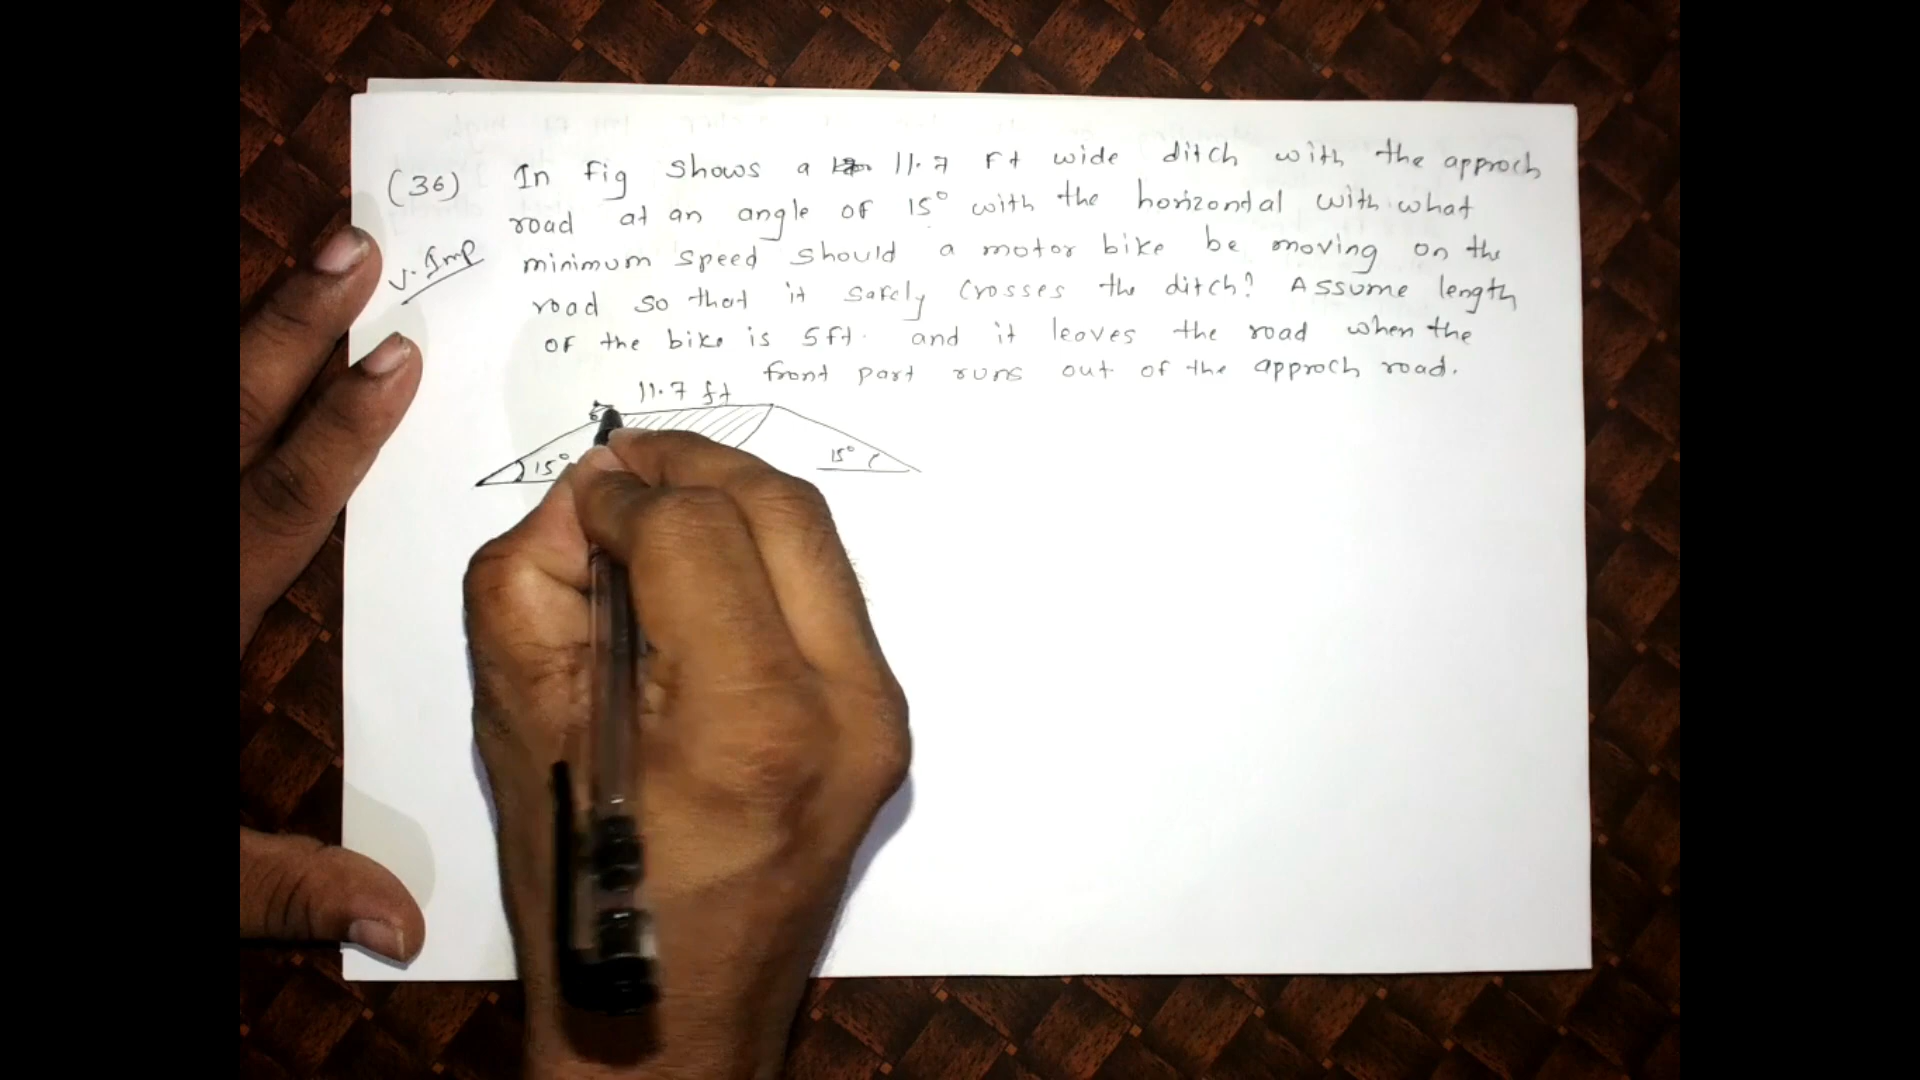 (36) In fig shows a 11.7 Ft wide ditch with the approch
road at an angle of 15° with the horizontal with what
v. Imp minimum speed should a motor bike be moving on the
road so that it safely crosses the ditch? Assume length
of the bike is 5ft. and it leaves the road when the
front part runs out of the approch road.
11.7 ft
15°
15°